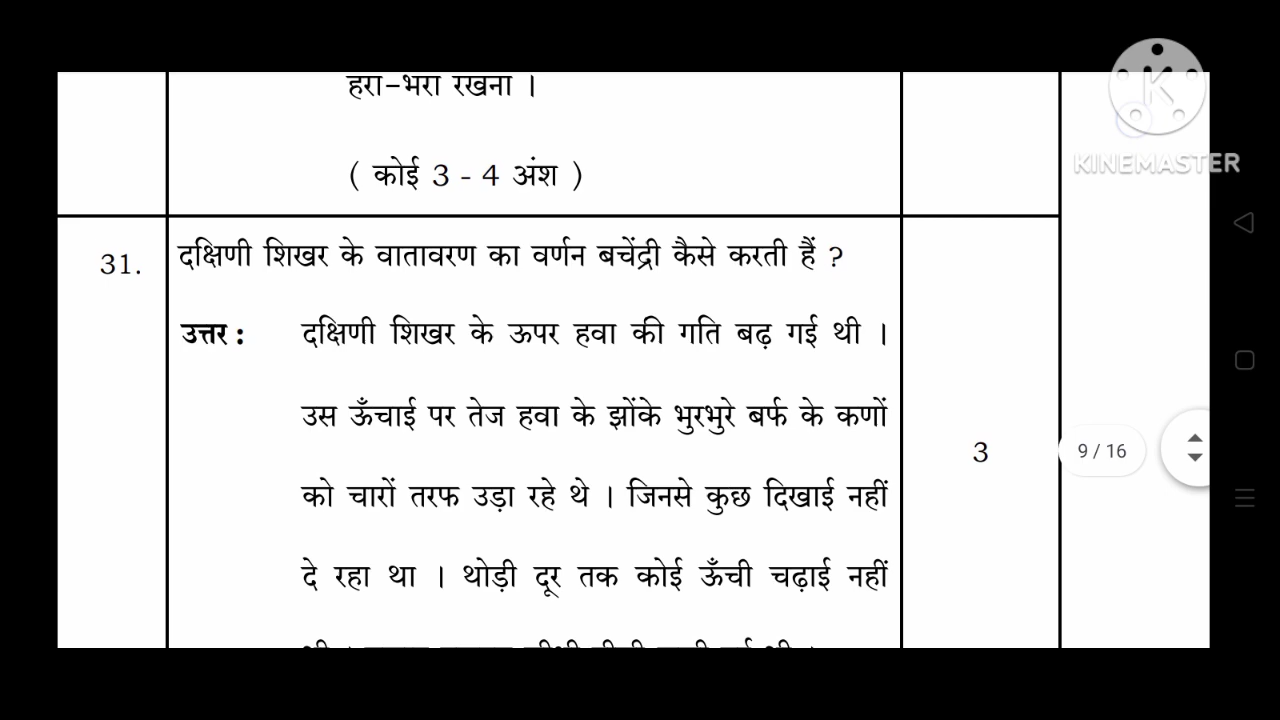 हरा-भरा रखना ।
( कोई 3 - 4 अंश )
KINEMASTER
31.
दक्षिणी शिखर के वातावरण का वर्णन बचेंद्री कैसे करती हैं ?
उत्तर : दक्षिणी शिखर के ऊपर हवा की गति बढ़ गई थी ।
उस ऊँचाई पर तेज हवा के झोंके भुरभुरे बर्फ के कणों
को चारों तरफ उड़ा रहे थे । जिनसे कुछ दिखाई नहीं
दे रहा था । थोड़ी दूर तक कोई ऊँची चढ़ाई नहीं
3
9 / 16